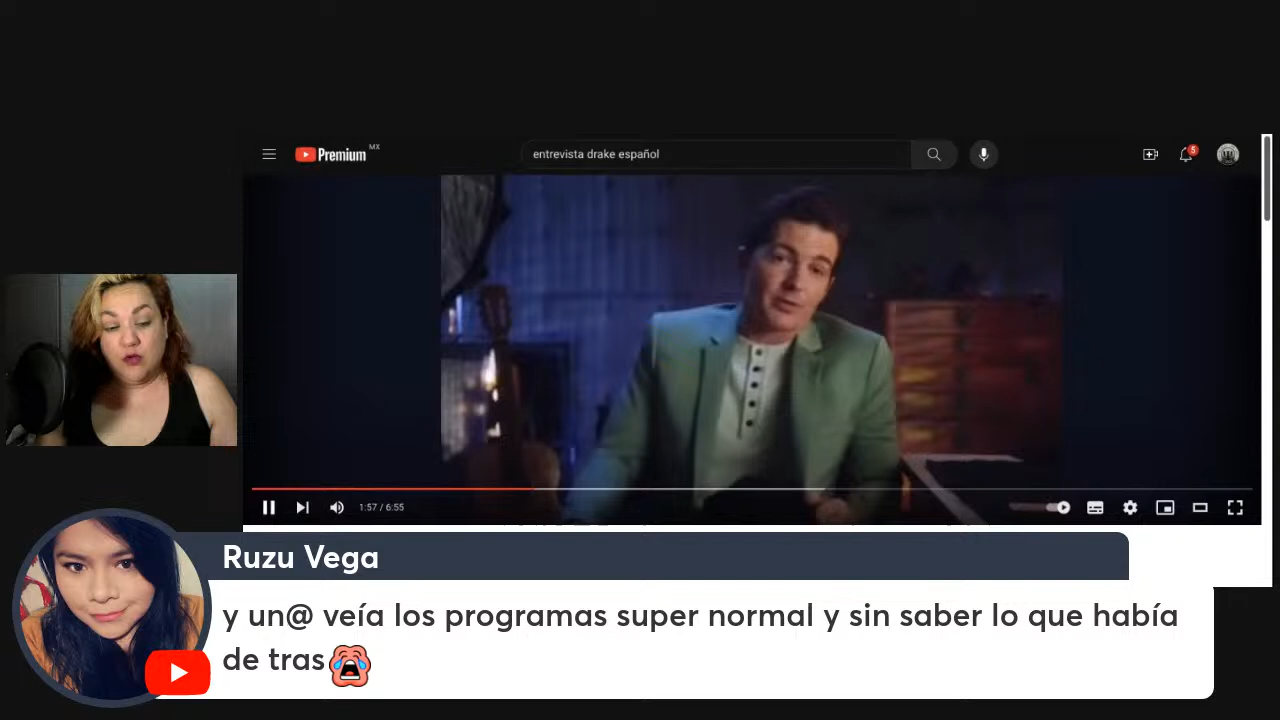 Premium MX
entrevista drake español
5
1:57 / 6:55
Ruzu Vega
y un@ veía los programas super normal y sin saber lo que había
de tras